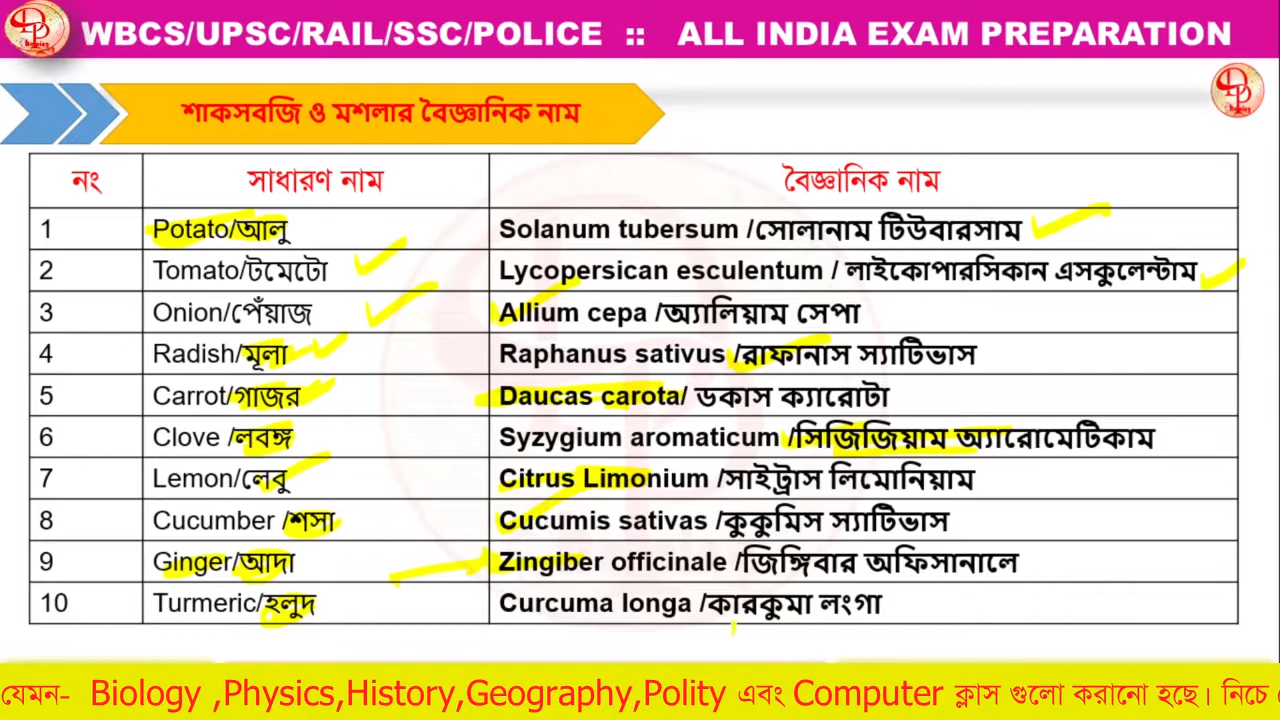 WBCS/UPSC/RAIL/SSC/POLICE :: ALL INDIA EXAM PREPARATION
শাকসবজি ও মশলার বৈজ্ঞানিক নাম
নং সাধারণ নাম বৈজ্ঞানিক নাম
1 Potato/আলু Solanum tubersum /সোলানাম টিউবারসাম
2 Tomato/টমেটো Lycopersican esculentum / লাইকোপারসিকান এসকুলেন্টাম
3 Onion/পেঁয়াজ Allium cepa /অ্যালিয়াম সেপা
4 Radish/মূলা Raphanus sativus /রাফানাস স্যাটিভাস
5 Carrot/গাজর Daucas carota/ ডকাস ক্যারোটা
6 Clove /লবঙ্গ Syzygium aromaticum /সিজিজিয়াম অ্যারোমেটিকাম
7 Lemon/লেবু Citrus Limonium /সাইট্রাস লিমোনিয়াম
8 Cucumber /শসা Cucumis sativas /কুকুমিস স্যাটিভাস
9 Ginger/আদা Zingiber officinale /জিঙ্গিবার অফিসানালে
10 Turmeric/হলুদ Curcuma longa /কারকুমা লংগা
যেমন- Biology ,Physics,History,Geography,Polity এবং Computer ক্লাস গুলো করানো হছে। নিচে